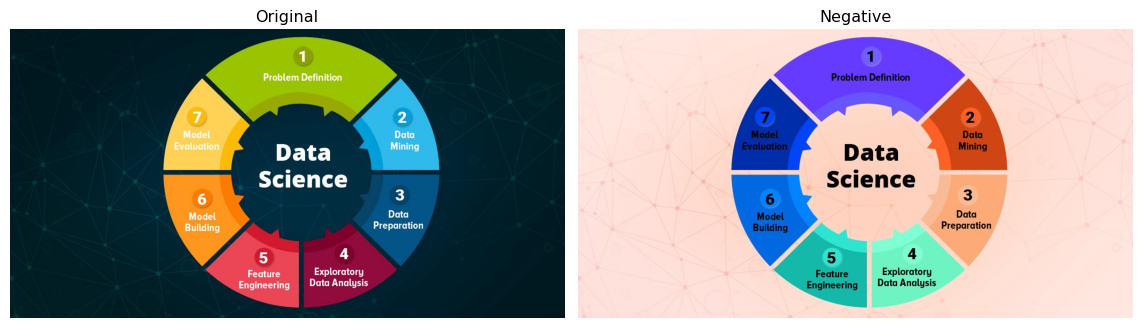 Original
1
Problem Definition
2
Data
Mining
3
Data
Preparation
4
Exploratory
Data Analysis
5
Feature
Engineering
6
Model
Building
7
Model
Evaluation
Data
Science
Negative
1
Problem Definition
2
Data
Mining
3
Data
Preparation
4
Exploratory
Data Analysis
5
Feature
Engineering
6
Model
Building
7
Model
Evaluation
Data
Science